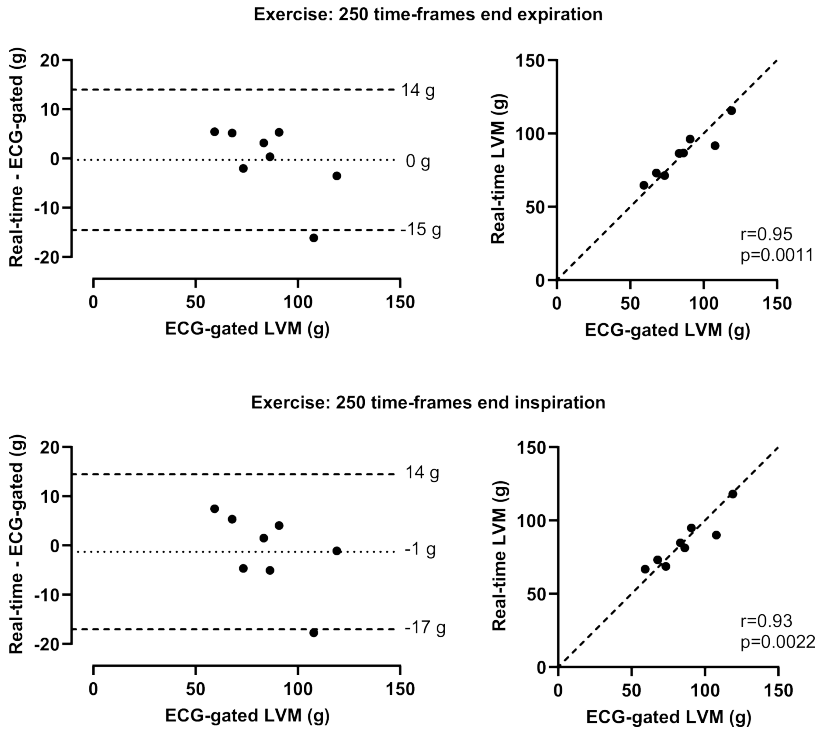 Exercise: 250 time-frames end expiration
Real-time - ECG-gated (g)
20
10
0
-10
-20
14 g
0 g
-15 g
0 50 100 150
ECG-gated LVM (g)
Real-time LVM (g)
150
100
50
0
r=0.95
p=0.0011
0 50 100 150
ECG-gated LVM (g)
Exercise: 250 time-frames end inspiration
Real-time - ECG-gated (g)
20
10
0
-10
-20
14 g
-1 g
-17 g
0 50 100 150
ECG-gated LVM (g)
Real-time LVM (g)
150
100
50
0
r=0.93
p=0.0022
0 50 100 150
ECG-gated LVM (g)